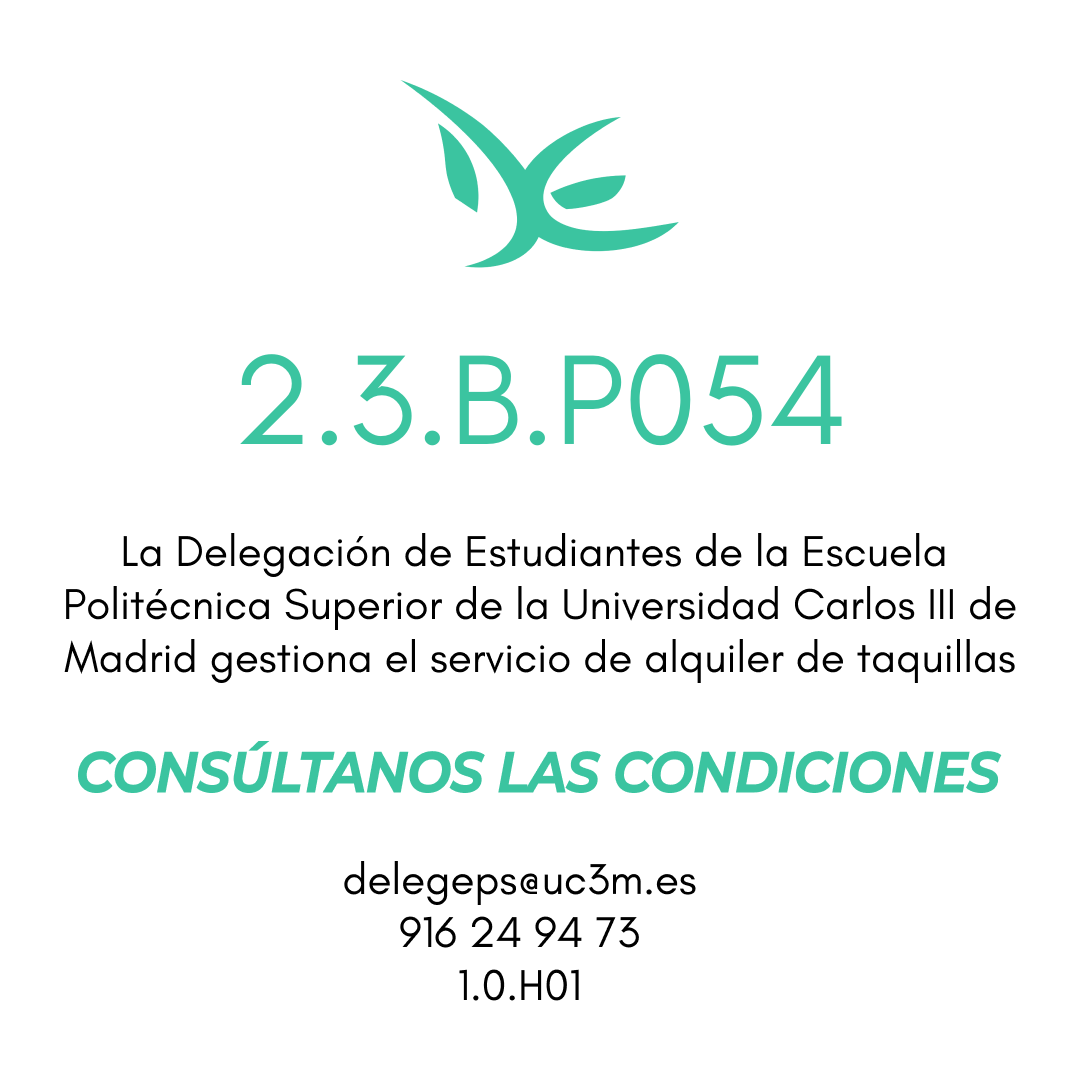 2.3.B.P054
La Delegación de Estudiantes de la Escuela
Politécnica Superior de la Universidad Carlos III de
Madrid gestiona el servicio de alquiler de taquillas
CONSÚLTANOS LAS CONDICIONES
delegeps@uc3m.es
916 24 94 73
1.0.H01